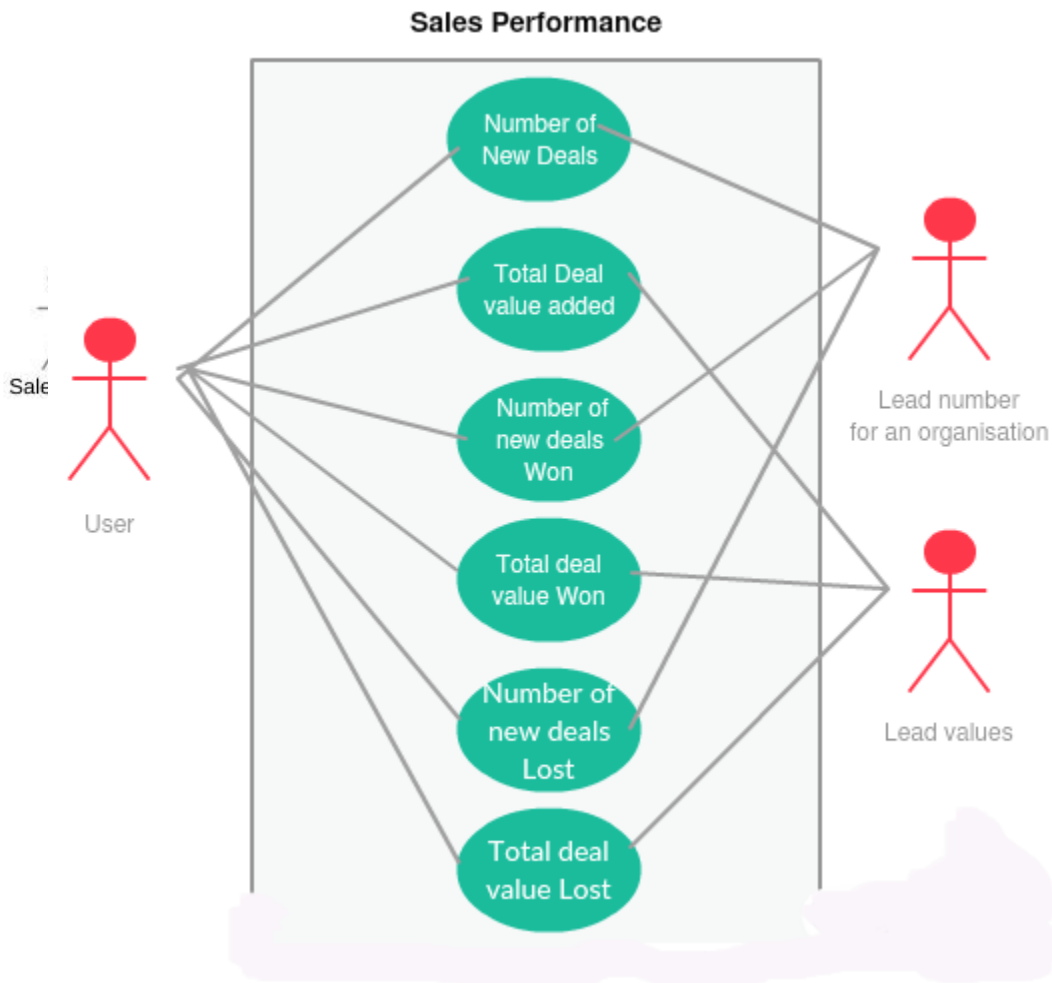 Sales Performance
Number of
New Deals
Total Deal
value added
Number of
new deals
Won
Total deal
value Won
Number of
new deals
Lost
Total deal
value Lost
Sale
User
Lead number
for an organisation
Lead values